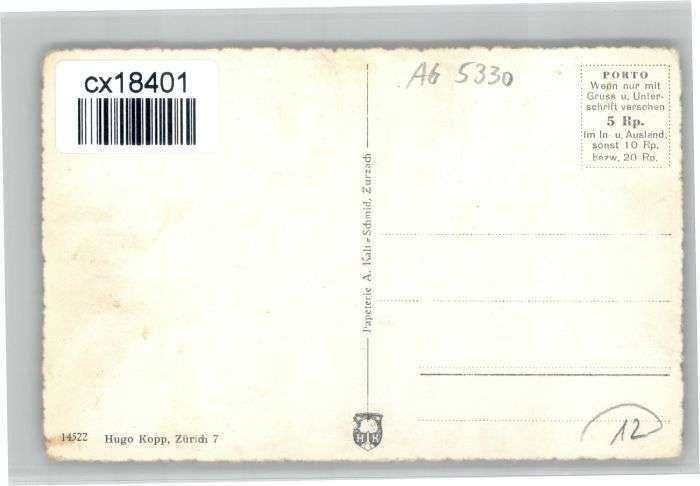 cx18401
AG 5330
PORTO
Wenn nur mit
Gruss u. Unter-
schrift versehen
5 Rp.
im In- u. Ausland,
sonst 10 Rp.
bezw. 20 Rp.
Papeterie A. Kalt-Schmid, Zurzach
14522 Hugo Kopp, Zürich 7
H K
12